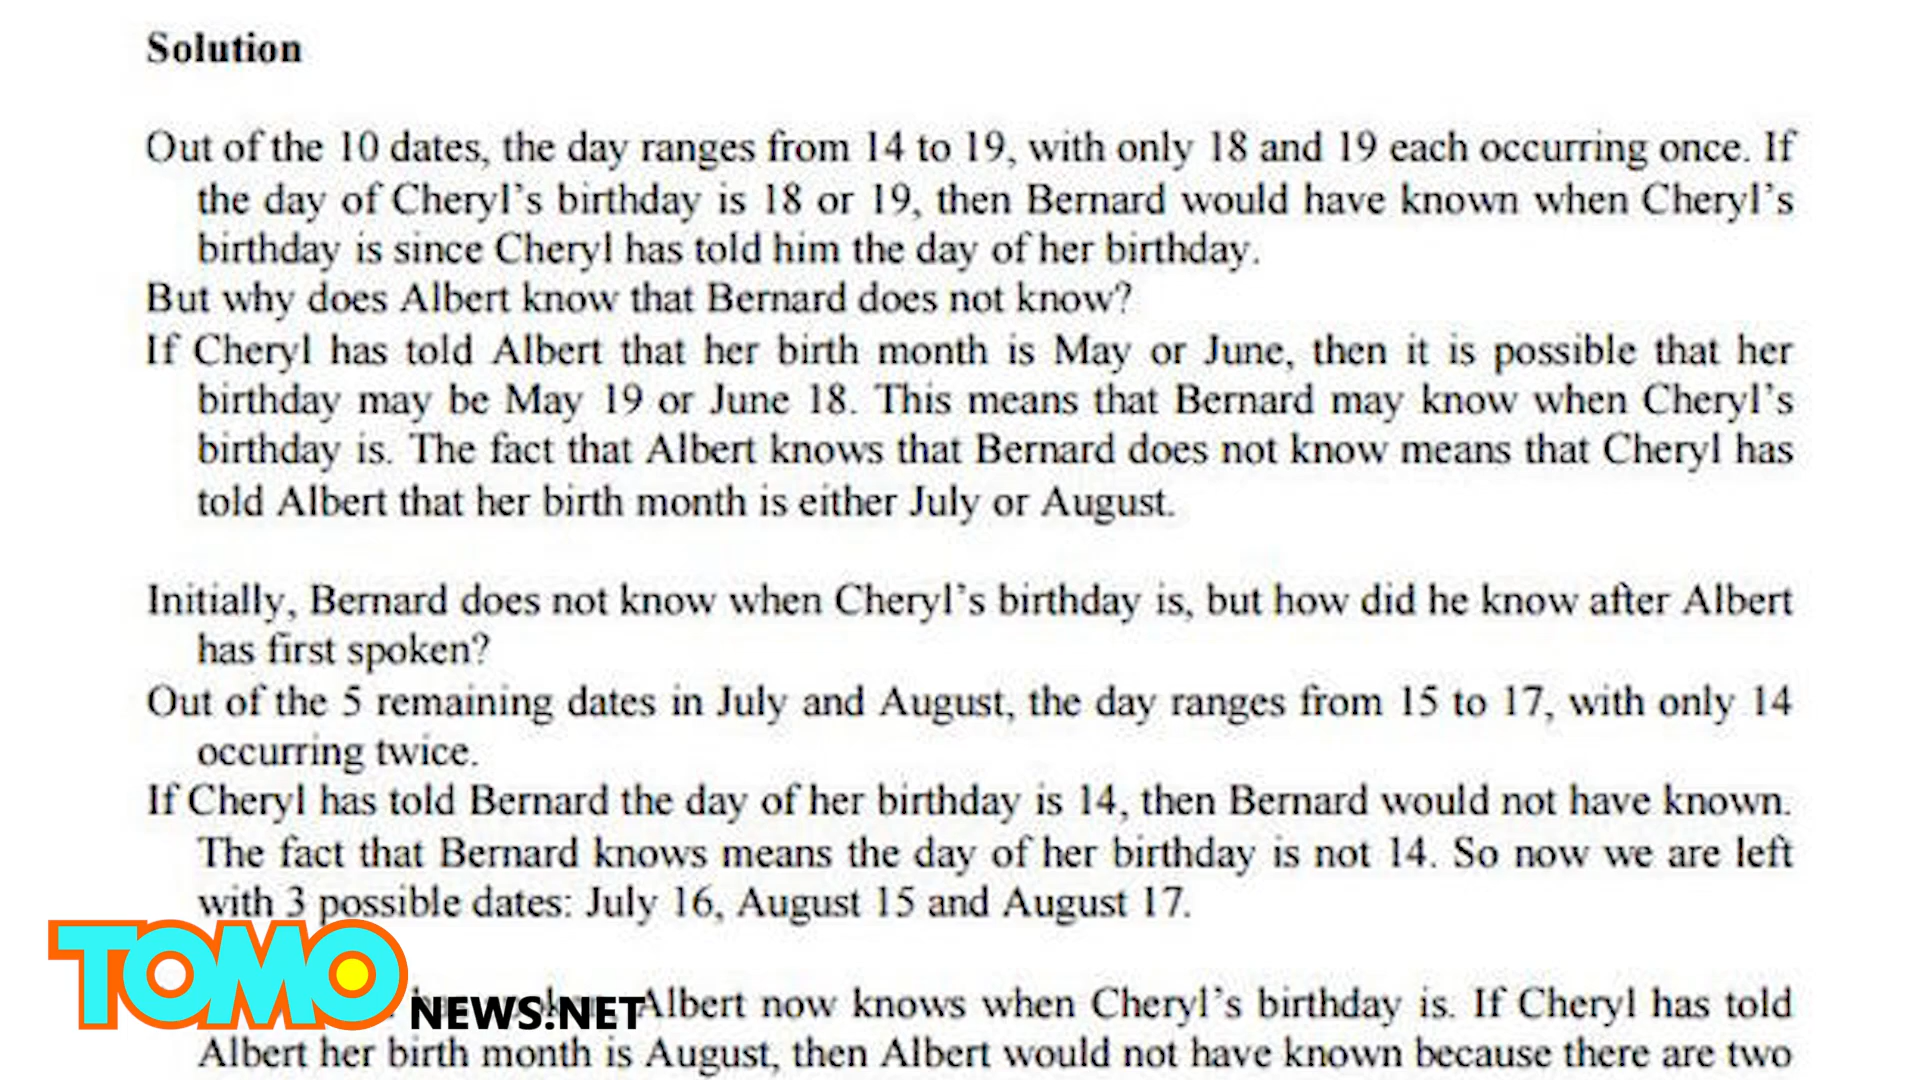 Solution
Out of the 10 dates, the day ranges from 14 to 19, with only 18 and 19 each occurring once. If
the day of Cheryl's birthday is 18 or 19, then Bernard would have known when Cheryl's
birthday is since Cheryl has told him the day of her birthday.
But why does Albert know that Bernard does not know?
If Cheryl has told Albert that her birth month is May or June, then it is possible that her
birthday may be May 19 or June 18. This means that Bernard may know when Cheryl's
birthday is. The fact that Albert knows that Bernard does not know means that Cheryl has
told Albert that her birth month is either July or August.
Initially, Bernard does not know when Cheryl's birthday is, but how did he know after Albert
has first spoken?
Out of the 5 remaining dates in July and August, the day ranges from 15 to 17, with only 14
occurring twice.
If Cheryl has told Bernard the day of her birthday is 14, then Bernard would not have known.
The fact that Bernard knows means the day of her birthday is not 14. So now we are left
with 3 possible dates: July 16, August 15 and August 17.
Albert now knows when Cheryl's birthday is. If Cheryl has told
Albert her birth month is August, then Albert would not have known because there are two
TOMO
NEWS.NET